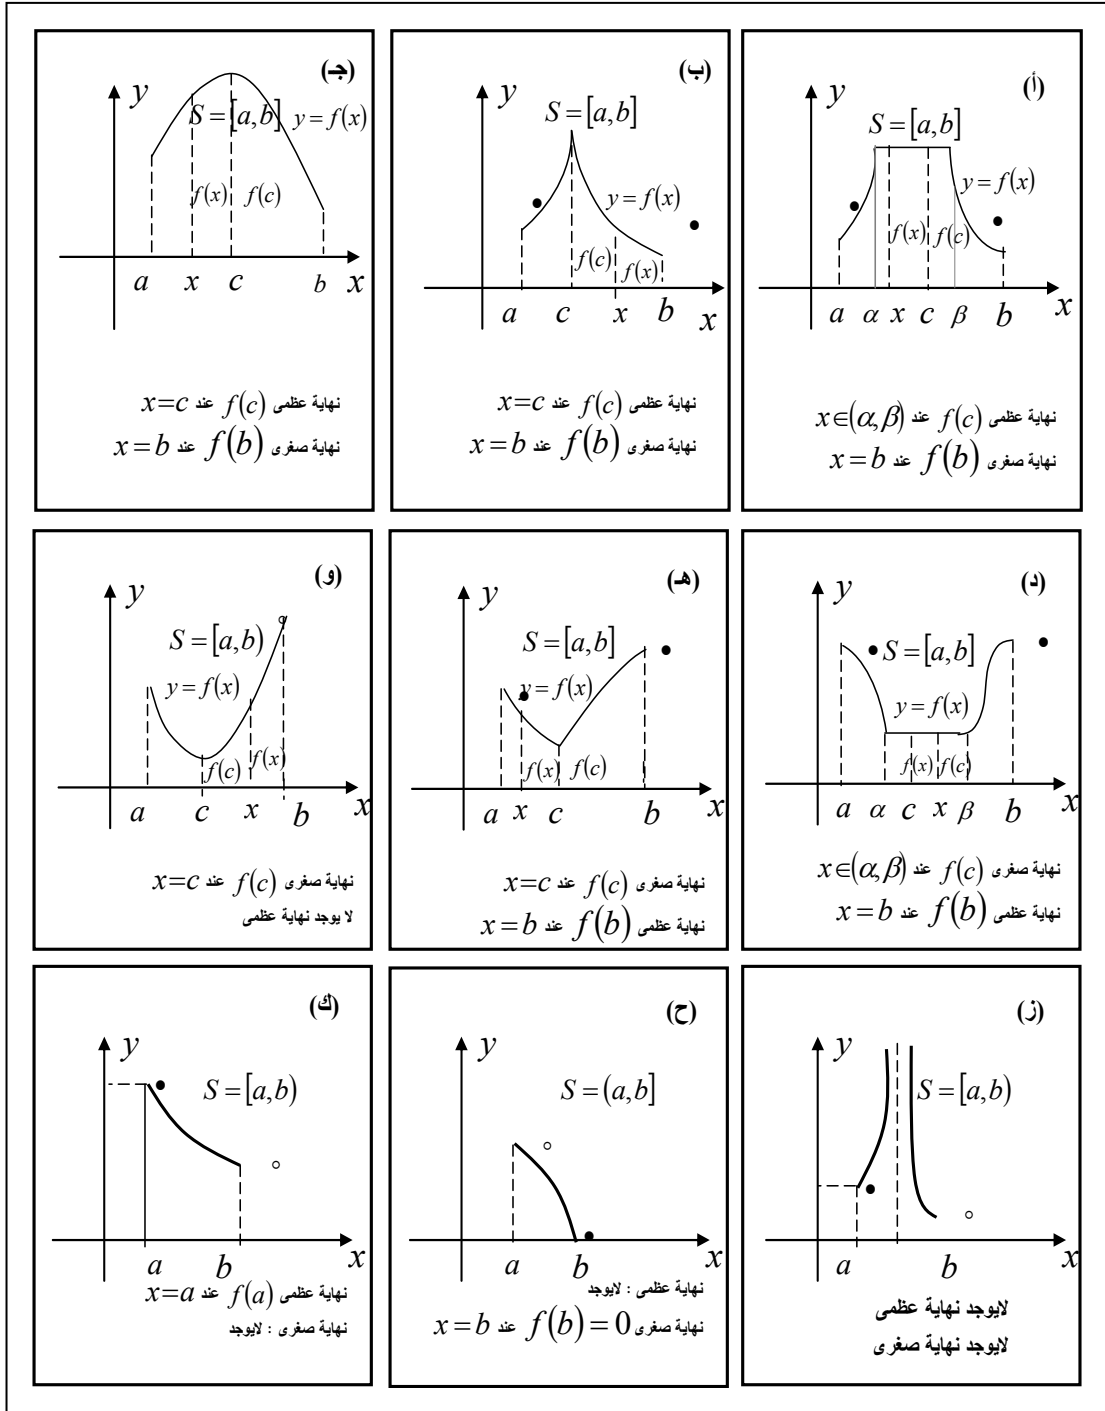 (أ)
y
S = [a,b]
y = f(x)
f(x) f(c)
a α x c β b x
نهاية عظمى f(c) عند x∈(α,β)
نهاية صغرى f(b) عند x=b
(ب)
y
S = [a,b]
y = f(x)
f(c) f(x)
a c x b x
نهاية عظمى f(c) عند x=c
نهاية صغرى f(b) عند x=b
(جـ)
y
S = [a,b] y = f(x)
f(x) f(c)
a x c b x
نهاية عظمى f(c) عند x=c
نهاية صغرى f(b) عند x=b
(د)
y
S = [a,b]
y = f(x)
f(x) f(c)
a α c x β b x
نهاية صغرى f(c) عند x∈(α,β)
نهاية عظمى f(b) عند x=b
(هـ)
y
S = [a,b]
y = f(x)
f(x) f(c)
a x c b x
نهاية صغرى f(c) عند x=c
نهاية عظمى f(b) عند x=b
(و)
y
S = [a,b)
y = f(x)
f(c) f(x)
a c x b x
نهاية صغرى f(c) عند x=c
لا يوجد نهاية عظمى
(ز)
y
S = [a,b)
a b x
لايوجد نهاية عظمى
لايوجد نهاية صغرى
(ح)
y
S = (a,b]
a b x
نهاية عظمى : لايوجد
نهاية صغرى f(b) = 0 عند x=b
(ك)
y
S = [a,b)
a b x
نهاية عظمى f(a) عند x=a
نهاية صغرى : لايوجد